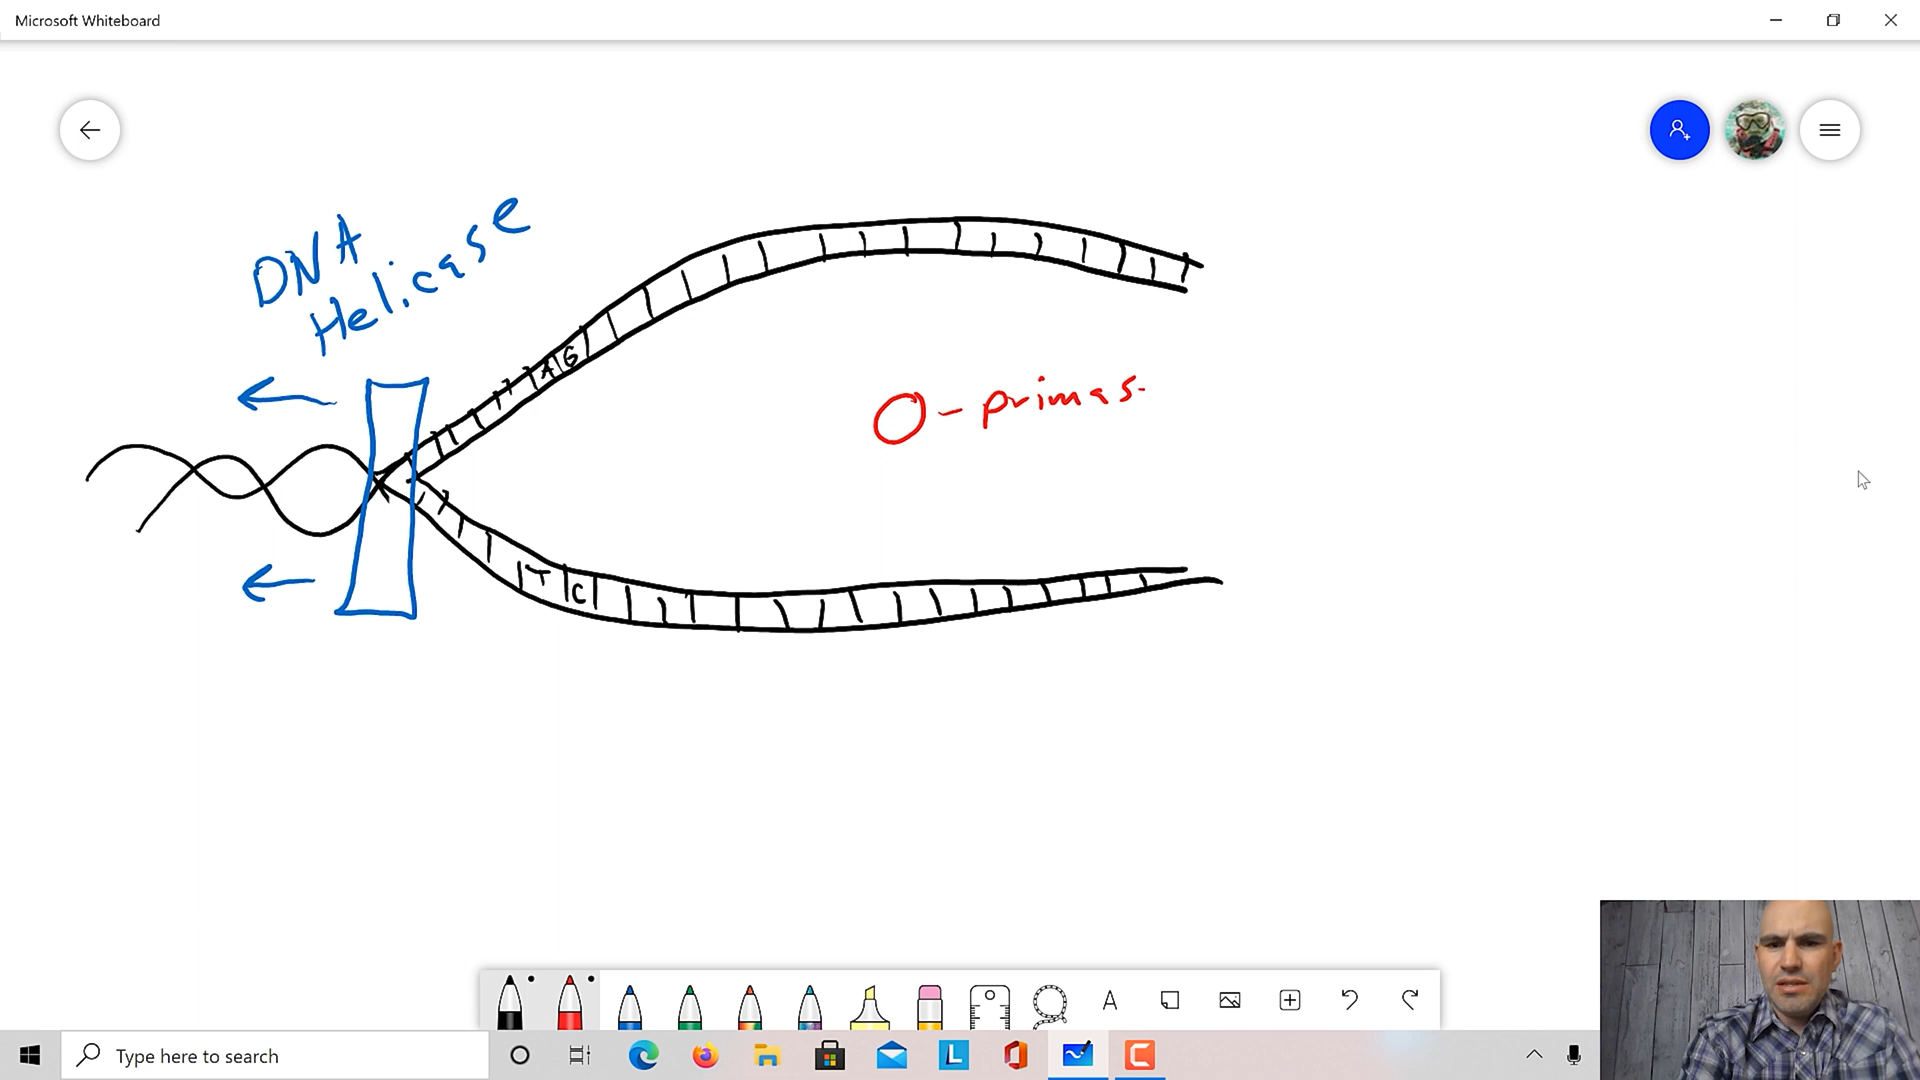 Microsoft Whiteboard
DNA
Helicase
A G
O- primas.
T C
A
Type here to search
L
C